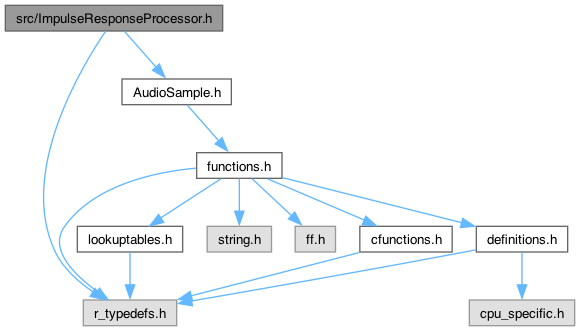 src/ImpulseResponseProcessor.h
AudioSample.h
functions.h
lookuptables.h
string.h
ff.h
cfunctions.h
definitions.h
r_typedefs.h
cpu_specific.h